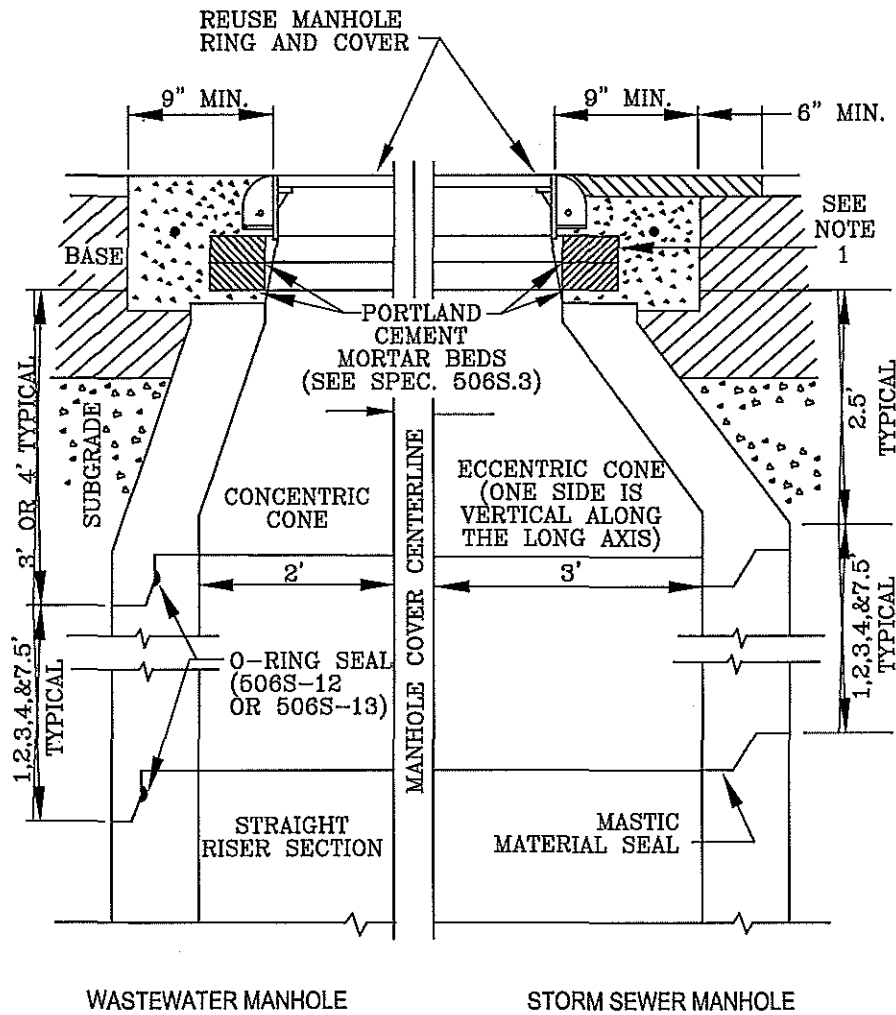 REUSE MANHOLE
RING AND COVER
9" MIN.
9" MIN.
6" MIN.
SEE
NOTE
1
BASE
PORTLAND
CEMENT
MORTAR BEDS
(SEE SPEC. 506S.3)
3' OR 4' TYPICAL
SUBGRADE
2.5'
TYPICAL
CONCENTRIC
CONE
MANHOLE COVER CENTERLINE
ECCENTRIC CONE
(ONE SIDE IS
VERTICAL ALONG
THE LONG AXIS)
2'
3'
1,2,3,4,&7.5'
TYPICAL
O-RING SEAL
(506S-12
OR 506S-13)
1,2,3,4,&7.5'
TYPICAL
STRAIGHT
RISER SECTION
MASTIC
MATERIAL SEAL
WASTEWATER MANHOLE
STORM SEWER MANHOLE